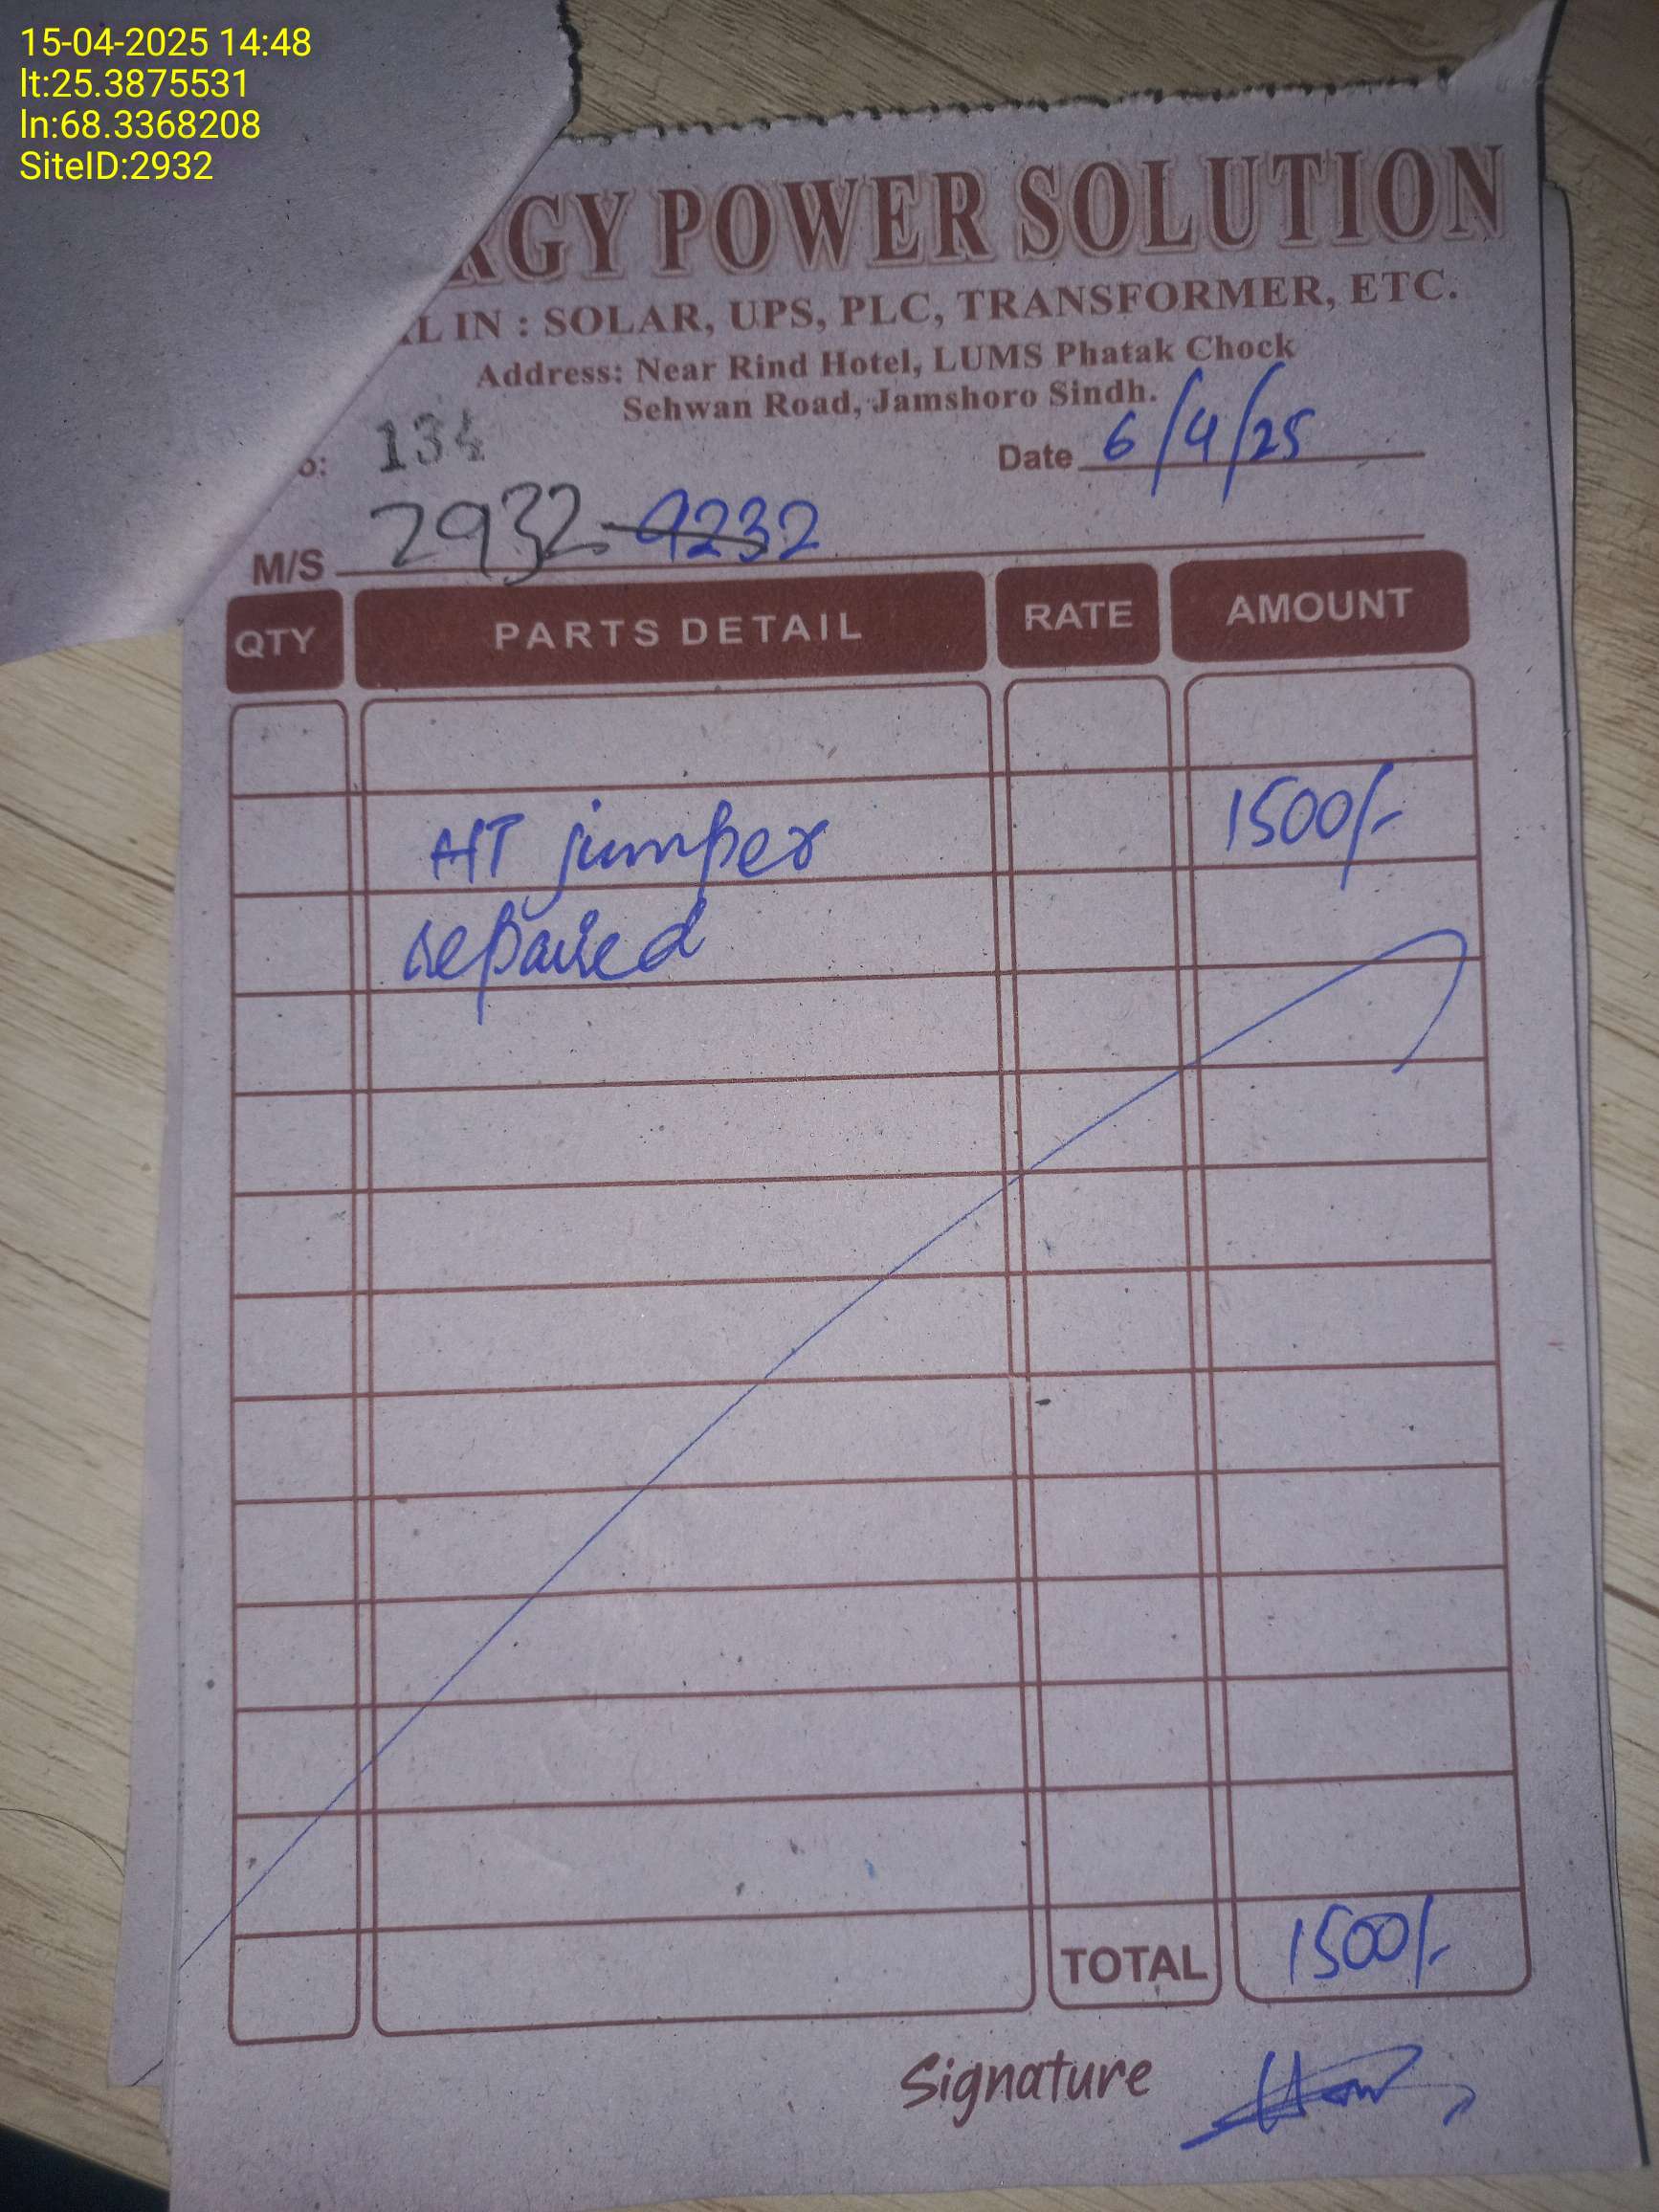 15-04-2025 14:48
lt:25.3875531
ln:68.3368208
SiteID:2932
RGY POWER SOLUTION
L IN : SOLAR, UPS, PLC, TRANSFORMER, ETC.
Address: Near Rind Hotel, LUMS Phatak Chock
Sehwan Road, Jamshoro Sindh.
o: 134
Date 6/4/25
M/S 2932 9232
QTY PARTS DETAIL RATE AMOUNT
HT jumper 1500/-
repaired
TOTAL 1500/-
Signature